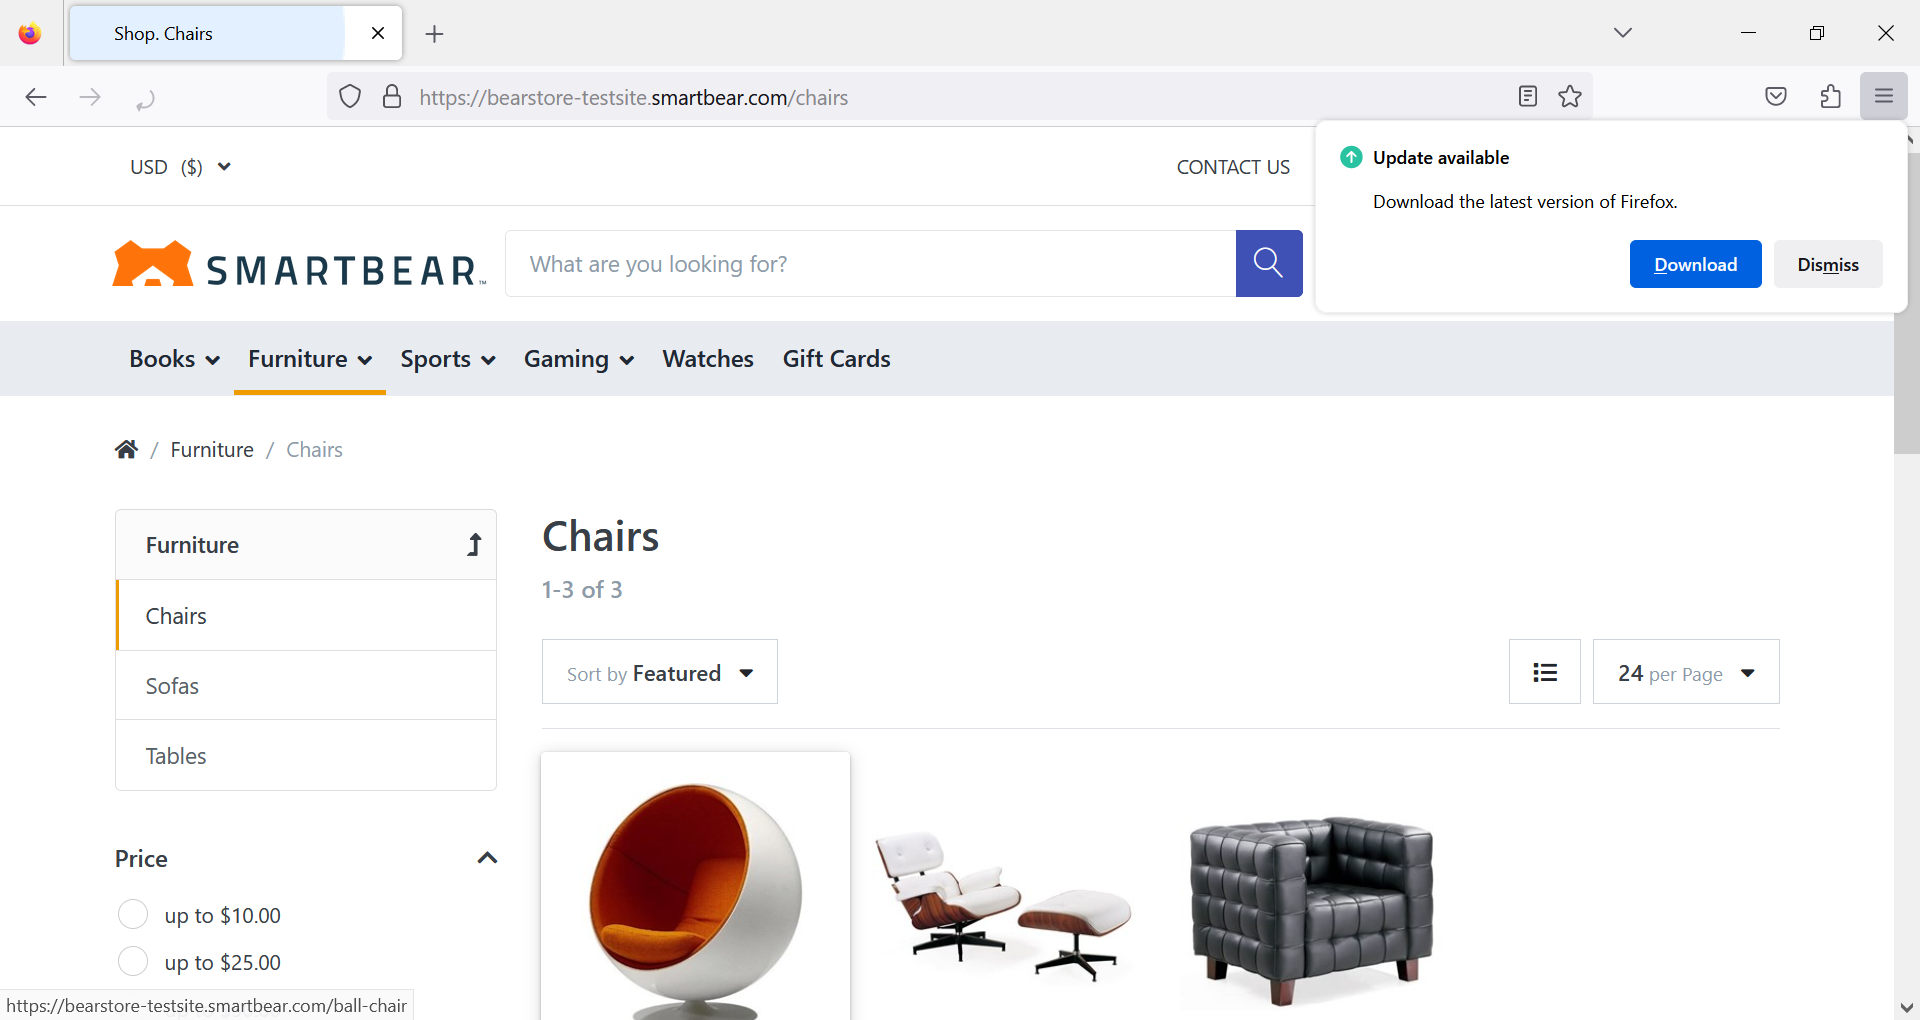 Shop. Chairs
https://bearstore-testsite.smartbear.com/chairs
Update available
Download the latest version of Firefox.
Download
Dismiss
USD ($)
CONTACT US
SMARTBEAR™
What are you looking for?
Books
Furniture
Sports
Gaming
Watches
Gift Cards
/ Furniture / Chairs
Furniture
Chairs
Sofas
Tables
Chairs
1-3 of 3
Sort by Featured
24 per Page
Price
up to $10.00
up to $25.00
https://bearstore-testsite.smartbear.com/ball-chair